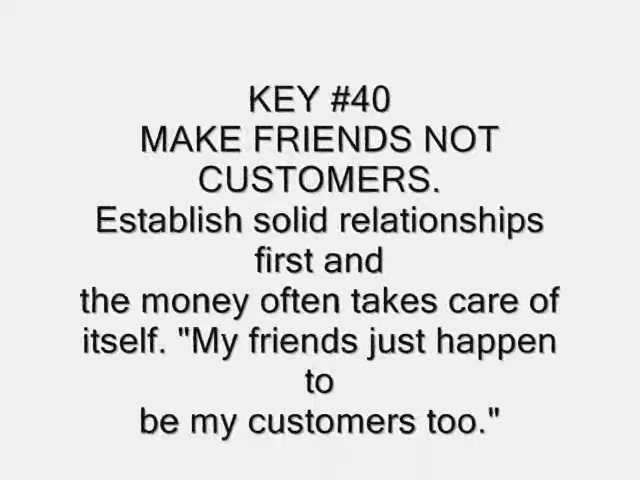 KEY #40
MAKE FRIENDS NOT
CUSTOMERS.
Establish solid relationships
first and
the money often takes care of
itself. "My friends just happen
to
be my customers too."